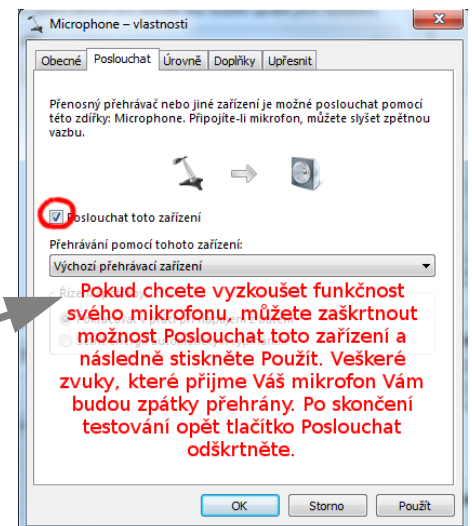 Microphone – vlastnosti
Obecné Poslouchat Úrovně Doplňky Upřesnit
Přenosný přehrávač nebo jiné zařízení je možné poslouchat pomocí
této zdířky: Microphone. Připojíte-li mikrofon, můžete slyšet zpětnou
vazbu.
Poslouchat toto zařízení
Přehrávání pomocí tohoto zařízení:
Výchozí přehrávací zařízení
Pokud chcete vyzkoušet funkčnost
svého mikrofonu, můžete zaškrtnout
možnost Poslouchat toto zařízení a
následně stiskněte Použít. Veškeré
zvuky, které přijme Váš mikrofon Vám
budou zpátky přehrány. Po skončení
testování opět tlačítko Poslouchat
odškrtněte.
OK Storno Použít